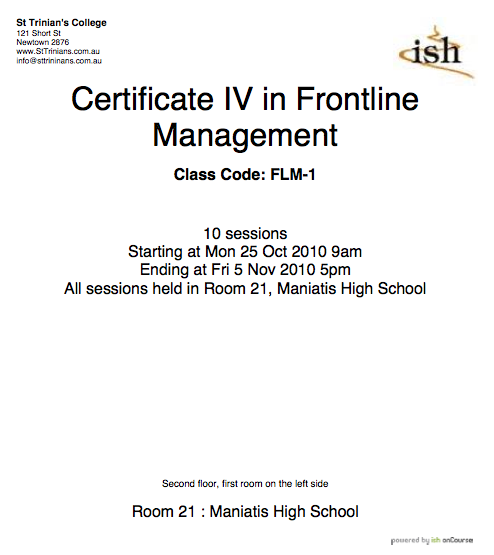 St Trinian's College
121 Short St
Newtown 2876
www.StTrinians.com.au
info@sttrininans.com.au
ish
Certificate IV in Frontline
Management
Class Code: FLM-1
10 sessions
Starting at Mon 25 Oct 2010 9am
Ending at Fri 5 Nov 2010 5pm
All sessions held in Room 21, Maniatis High School
Second floor, first room on the left side
Room 21 : Maniatis High School
powered by ish onCourse